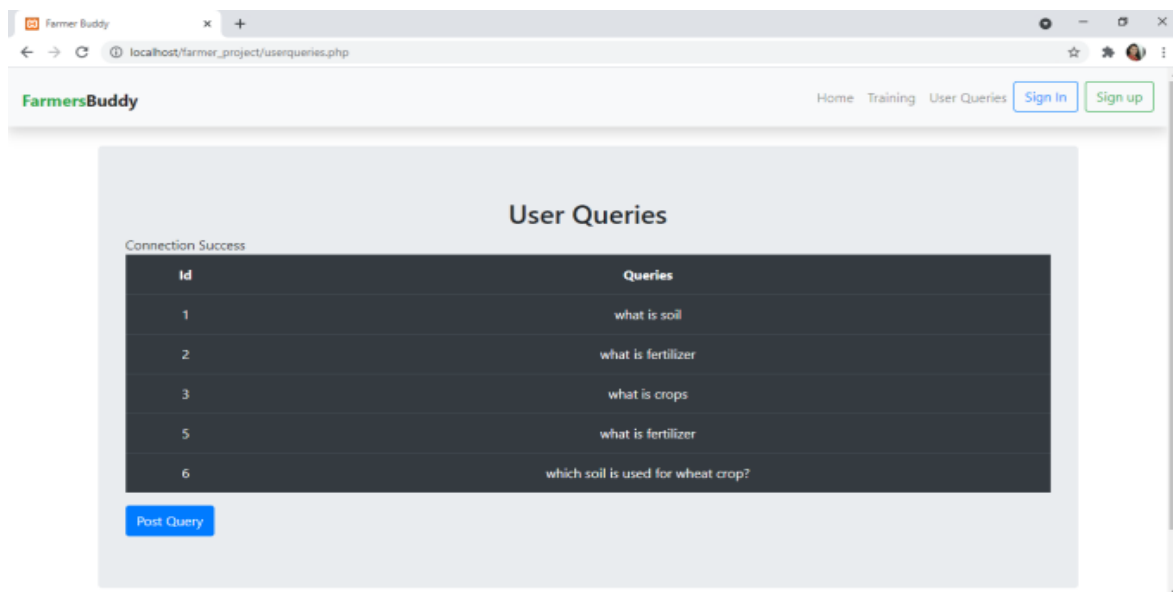 Farmer Buddy
localhost/farmer_project/userqueries.php
FarmersBuddy Home Training User Queries Sign In Sign up
User Queries
Connection Success
Id Queries
1 what is soil
2 what is fertilizer
3 what is crops
5 what is fertilizer
6 which soil is used for wheat crop?
Post Query